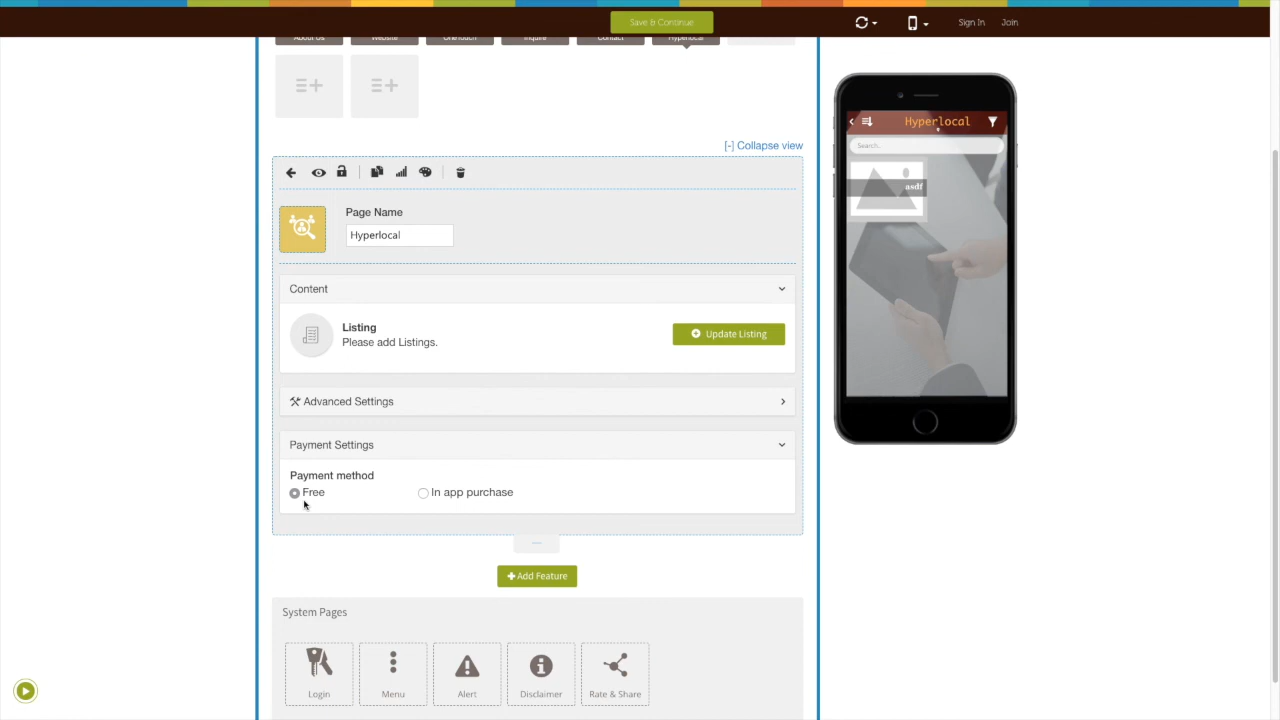 Save & Continue
Sign In
Join
About Us
Website
OneTouch
Inquire
Contact
Hyperlocal
[-] Collapse view
Page Name
Hyperlocal
Content
Listing
Please add Listings.
Update Listing
Advanced Settings
Payment Settings
Payment method
Free
In app purchase
Add Feature
System Pages
Login
Menu
Alert
Disclaimer
Rate & Share
Hyperlocal
Search..
asdf